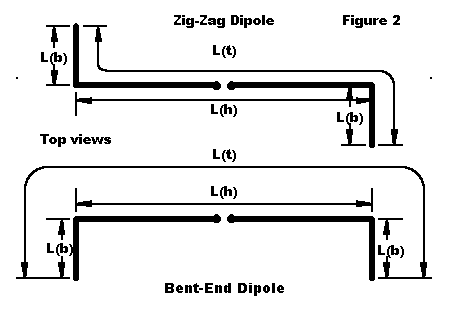 Zig-Zag Dipole Figure 2
L(t)
L(b)
L(h)
L(b)
Top views
L(t)
L(h)
L(b)
L(b)
Bent-End Dipole